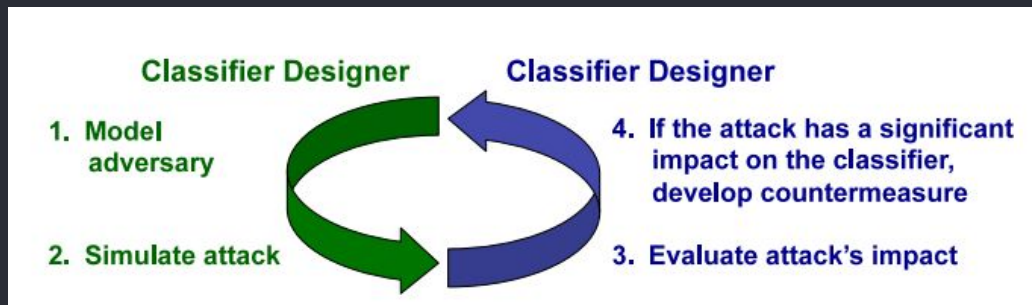 Classifier Designer
1. Model
adversary
2. Simulate attack
Classifier Designer
4. If the attack has a significant
impact on the classifier,
develop countermeasure
3. Evaluate attack's impact